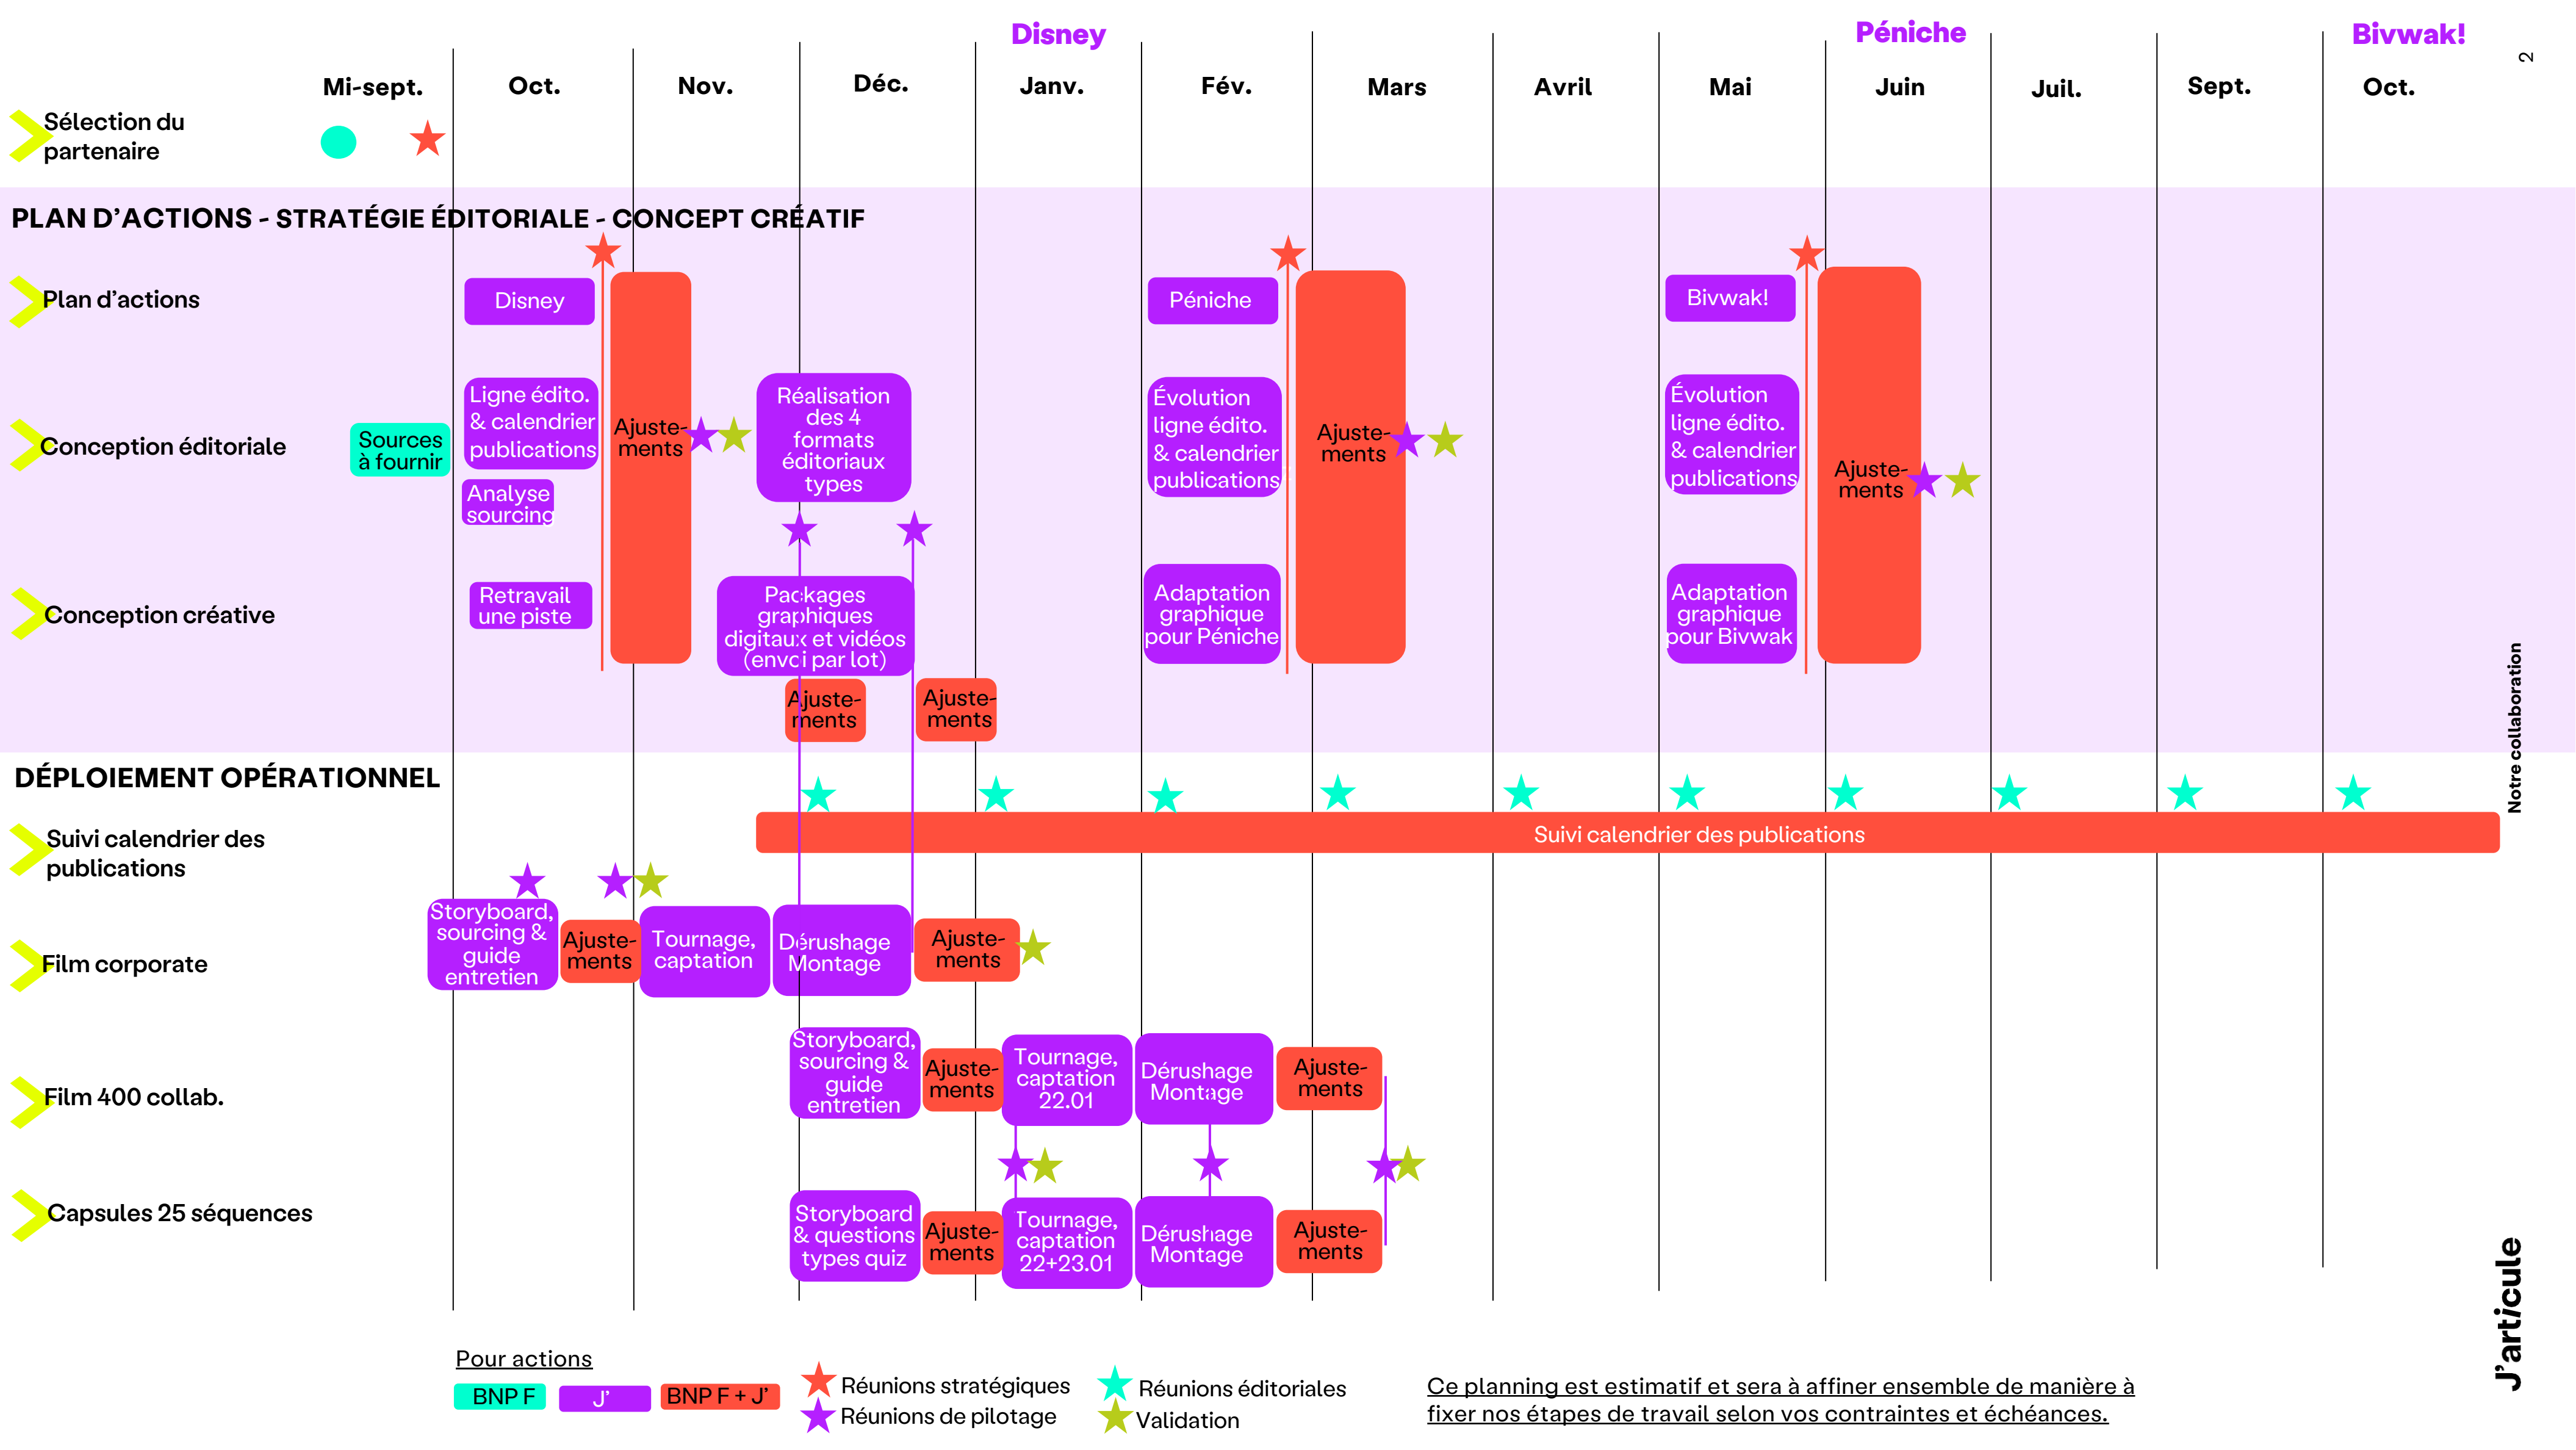 Disney
Péniche
Bivwak!
2
Mi-sept.
Oct.
Nov.
Déc.
Janv.
Fév.
Mars
Avril
Mai
Juin
Juil.
Sept.
Oct.
Sélection du
partenaire
PLAN D’ACTIONS - STRATÉGIE ÉDITORIALE - CONCEPT CRÉATIF
Plan d’actions
Disney
Péniche
Bivwak!
Conception éditoriale
Sources
à fournir
Ligne édito.
& calendrier
publications
Analyse
sourcing
Ajuste-
ments
Réalisation
des 4
formats
éditoriaux
types
Évolution
ligne édito.
& calendrier
publications
Ajuste-
ments
Évolution
ligne édito.
& calendrier
publications
Ajuste-
ments
Conception créative
Retravail
une piste
Packages
graphiques
digitaux et vidéos
(envoi par lot)
Adaptation
graphique
pour Péniche
Adaptation
graphique
pour Bivwak
Ajuste-
ments
Ajuste-
ments
Notre collaboration
DÉPLOIEMENT OPÉRATIONNEL
Suivi calendrier des
publications
Suivi calendrier des publications
Film corporate
Storyboard,
sourcing &
guide
entretien
Ajuste-
ments
Tournage,
captation
Dérushage
Montage
Ajuste-
ments
Film 400 collab.
Storyboard,
sourcing &
guide
entretien
Ajuste-
ments
Tournage,
captation
22.01
Dérushage
Montage
Ajuste-
ments
Capsules 25 séquences
Storyboard
& questions
types quiz
Ajuste-
ments
Tournage,
captation
22+23.01
Dérushage
Montage
Ajuste-
ments
J’articule
Pour actions
BNP F
J’
BNP F + J’
Réunions stratégiques
Réunions de pilotage
Réunions éditoriales
Validation
Ce planning est estimatif et sera à affiner ensemble de manière à
fixer nos étapes de travail selon vos contraintes et échéances.